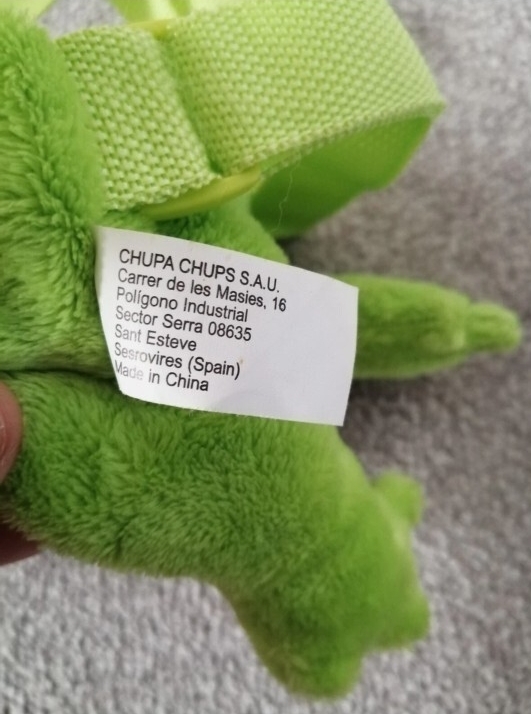 CHUPA CHUPS S.A.U.
Carrer de les Masies, 16
Polígono Industrial
Sector Serra 08635
Sant Esteve
Sesrovires (Spain)
Made in China